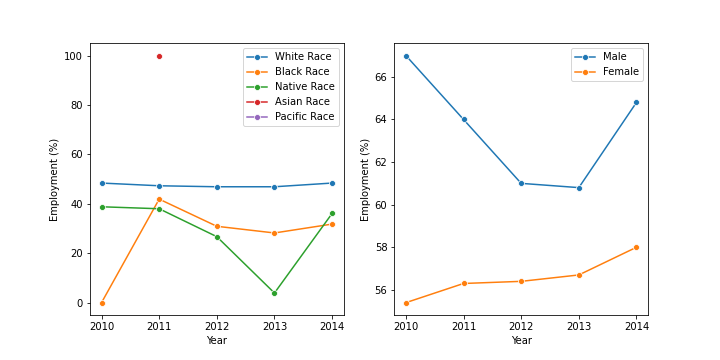 Employment (%)
100
80
60
40
20
0
2010 2011 2012 2013 2014
Year
White Race
Black Race
Native Race
Asian Race
Pacific Race
Employment (%)
66
64
62
60
58
56
2010 2011 2012 2013 2014
Year
Male
Female